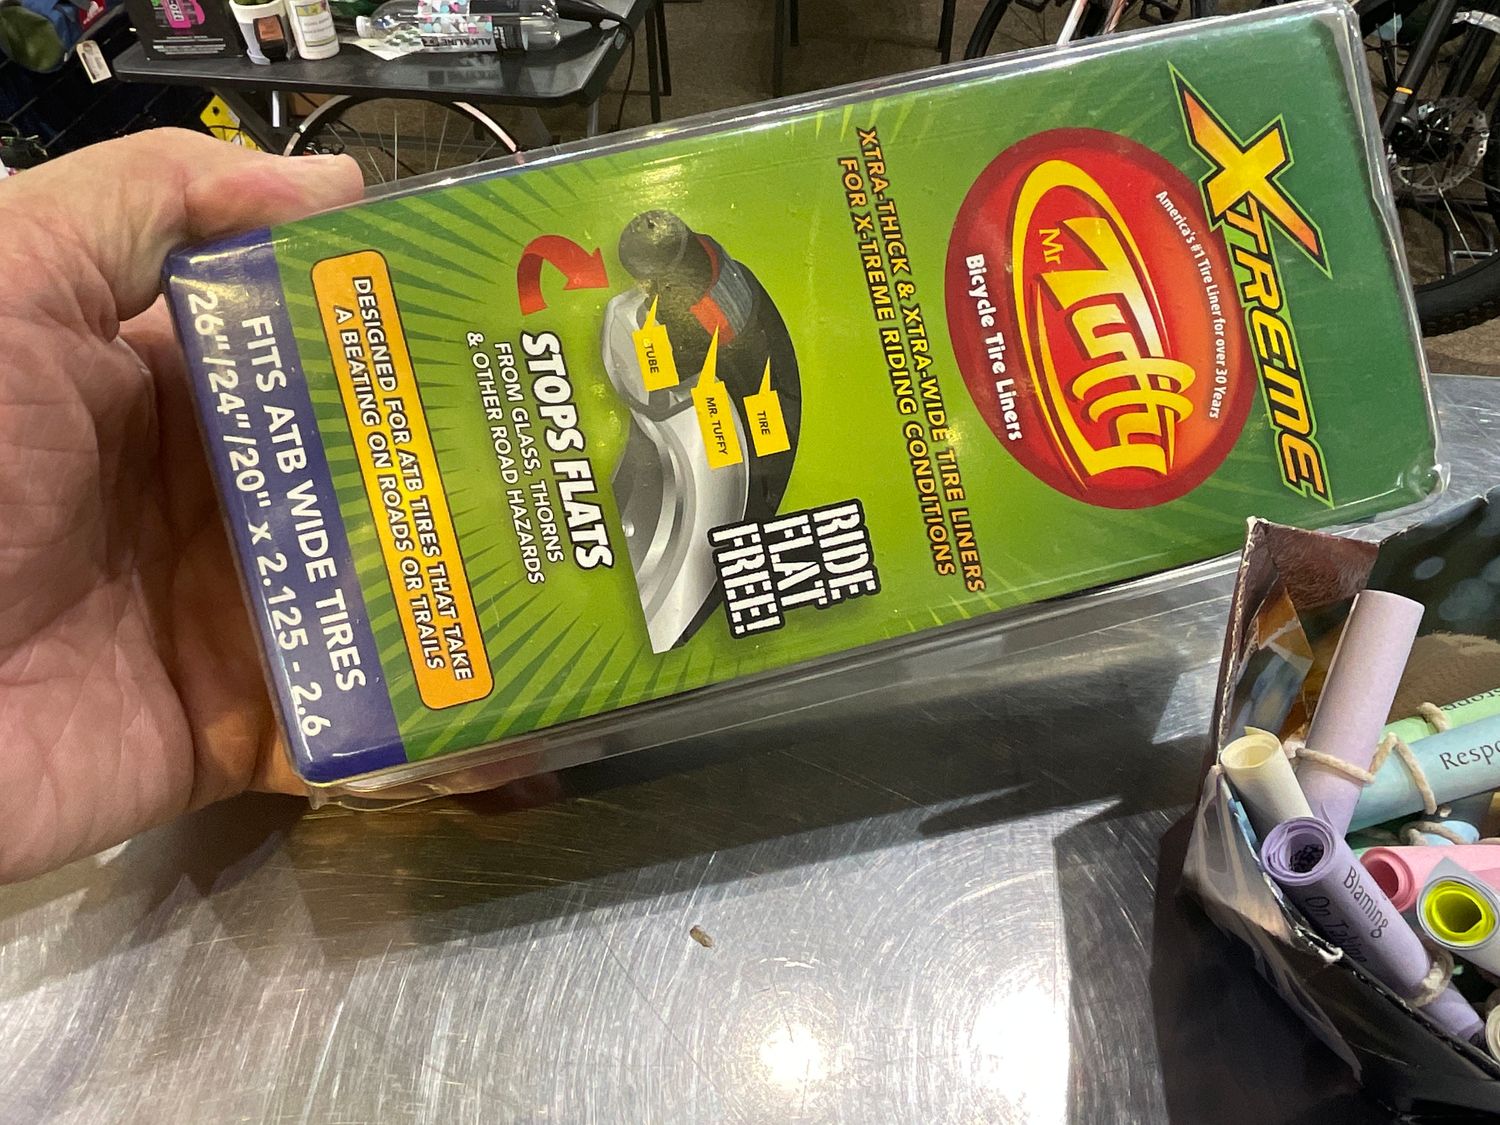 XTREME
America's #1 Tire Liner for over 30 Years
Mr. Tuffy
Bicycle Tire Liners
XTRA-THICK & XTRA-WIDE TIRE LINERS
FOR X-TREME RIDING CONDITIONS
RIDE
FLAT
FREE!
TIRE
MR. TUFFY
TUBE
STOPS FLATS
FROM GLASS, THORNS
& OTHER ROAD HAZARDS
DESIGNED FOR ATB TIRES THAT TAKE
A BEATING ON ROADS OR TRAILS
FITS ATB WIDE TIRES
26"/24"/20" x 2.125 - 2.6
ALKALINE
Blaming
On